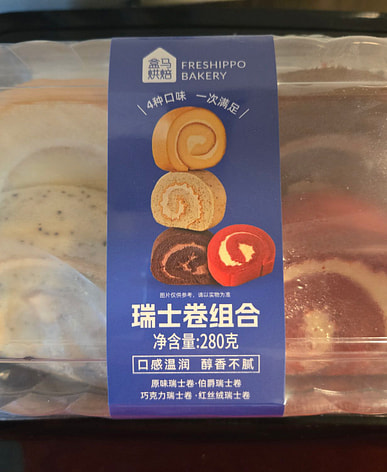 盒马
烘焙
FRESHIPPO
BAKERY
4种口味 一次满足
图片仅供参考，请以实物为准
瑞士卷组合
净含量:280克
口感温润 醇香不腻
原味瑞士卷·伯爵瑞士卷
巧克力瑞士卷·红丝绒瑞士卷